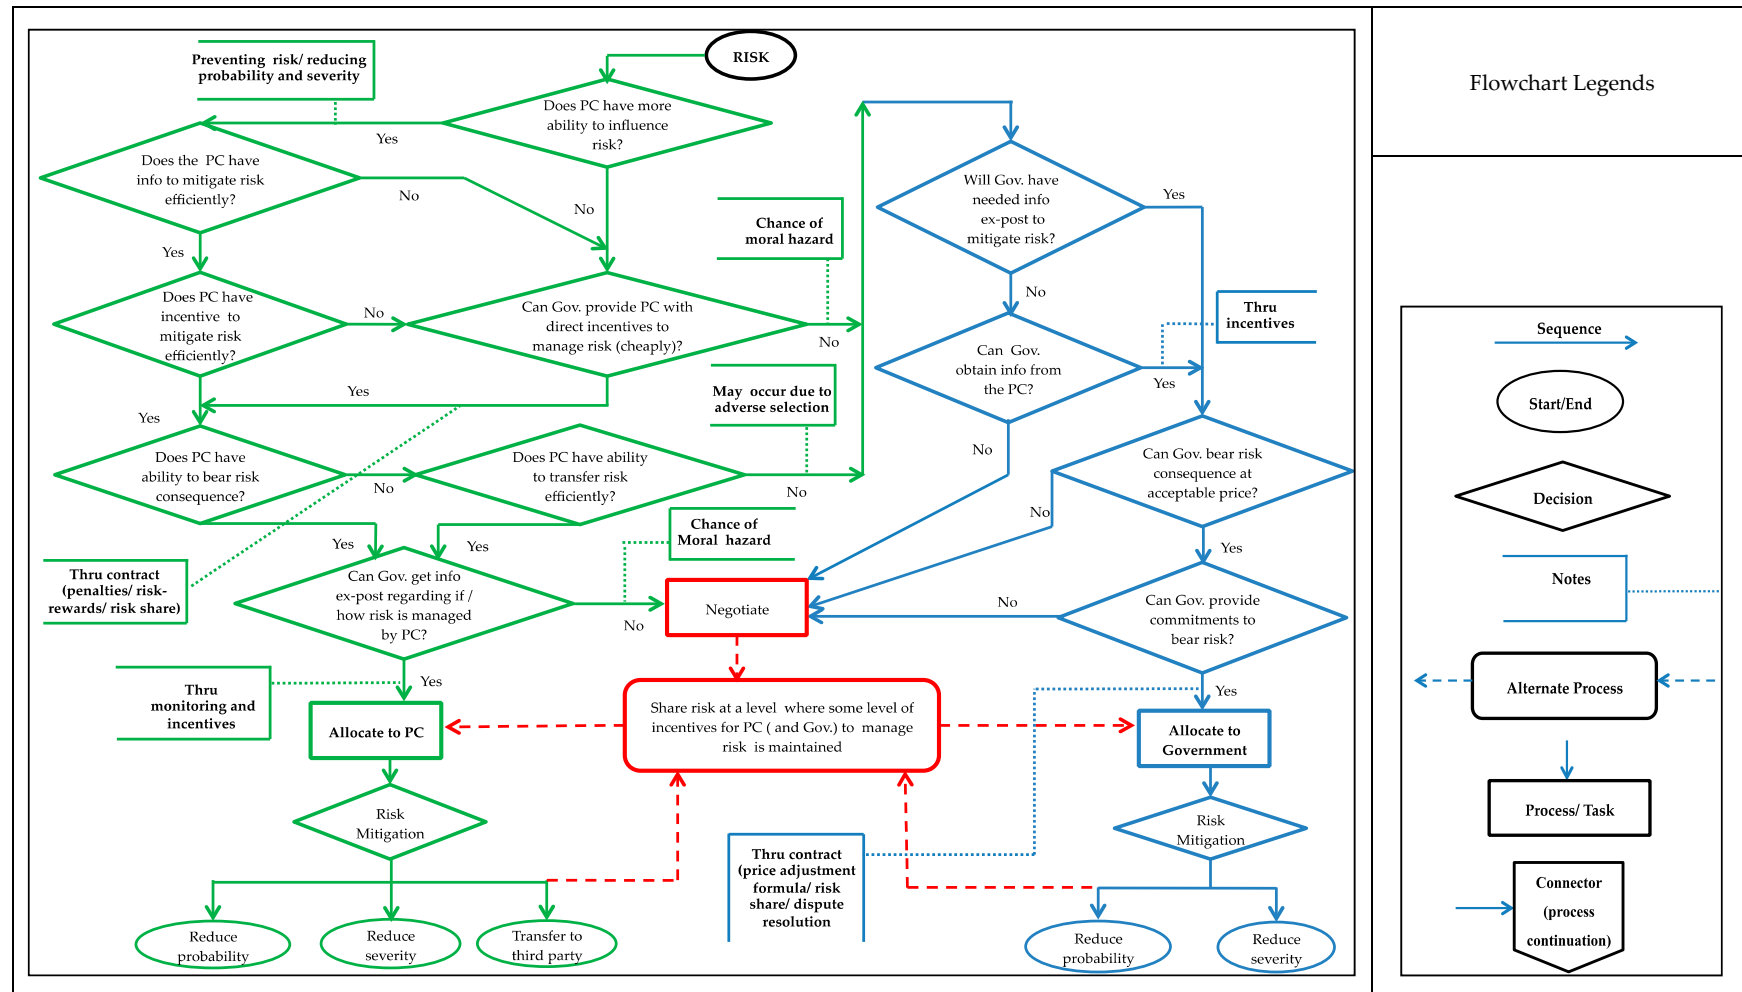 RISK
Preventing risk/ reducing
probability and severity
Does PC have more
ability to influence
risk?
Yes
Does the PC have
info to mitigate risk
efficiently?
No
No
Yes
Chance of
moral hazard
Does PC have
incentive to
mitigate risk
efficiently?
No
Can Gov. provide PC with
direct incentives to
manage risk (cheaply)?
No
Yes
Yes
May occur due to
adverse selection
Does PC have
ability to bear risk
consequence?
No
Does PC have ability
to transfer risk
efficiently?
No
Yes
Yes
Thru contract
(penalties/ risk-
rewards/ risk share)
Can Gov. get info
ex-post regarding if /
how risk is managed
by PC?
No
Chance of
Moral hazard
Yes
Thru
monitoring and
incentives
Allocate to PC
Risk
Mitigation
Reduce
probability
Reduce
severity
Transfer to
third party
Negotiate
Share risk at a level where some level of
incentives for PC ( and Gov.) to manage
risk is maintained
Will Gov. have
needed info
ex-post to
mitigate risk?
Yes
No
Thru
incentives
Can Gov.
obtain info from
the PC?
Yes
No
Can Gov. bear risk
consequence at
acceptable price?
No
Yes
Can Gov. provide
commitments to
bear risk?
No
Yes
Allocate to
Government
Risk
Mitigation
Thru contract
(price adjustment
formula/ risk
share/ dispute
resolution
Reduce
probability
Reduce
severity
Flowchart Legends
Sequence
Start/End
Decision
Notes
Alternate Process
Process/ Task
Connector
(process
continuation)